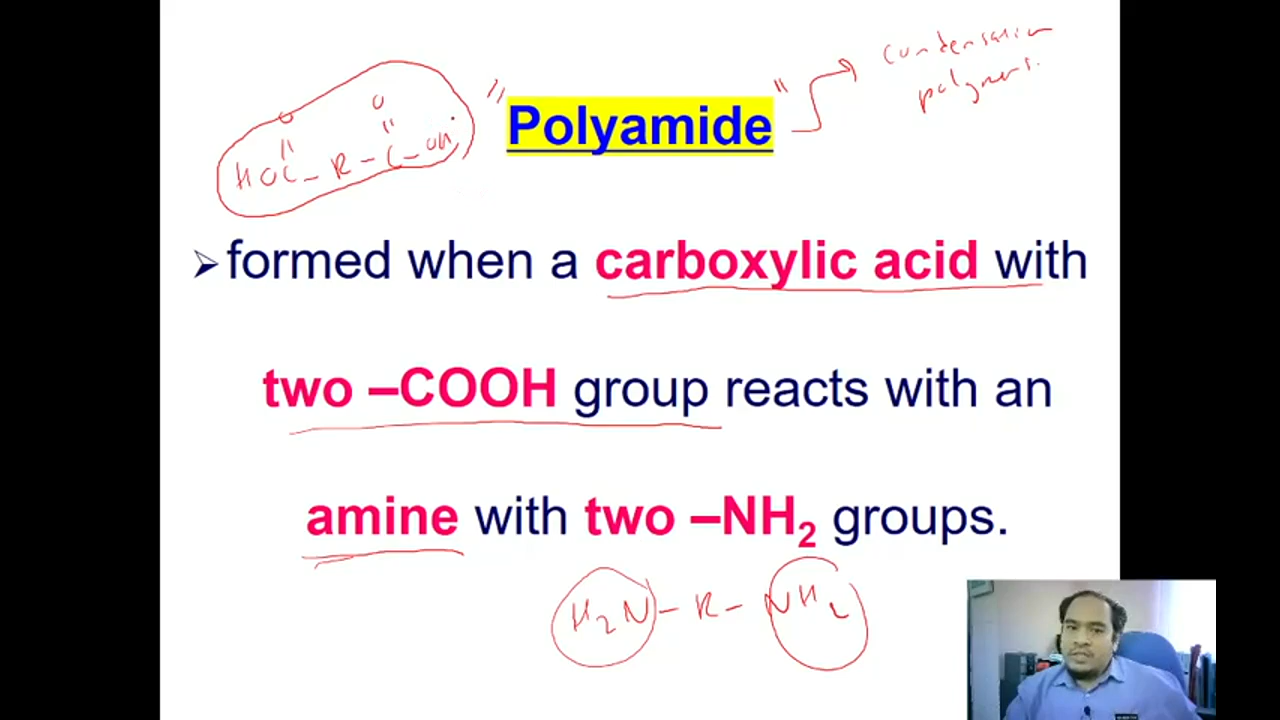 condensation
polymers.
"Polyamide"
O
O
HOC-R-C-OH
➢formed when a carboxylic acid with
two –COOH group reacts with an
amine with two –NH₂ groups.
H₂N-R-NH₂